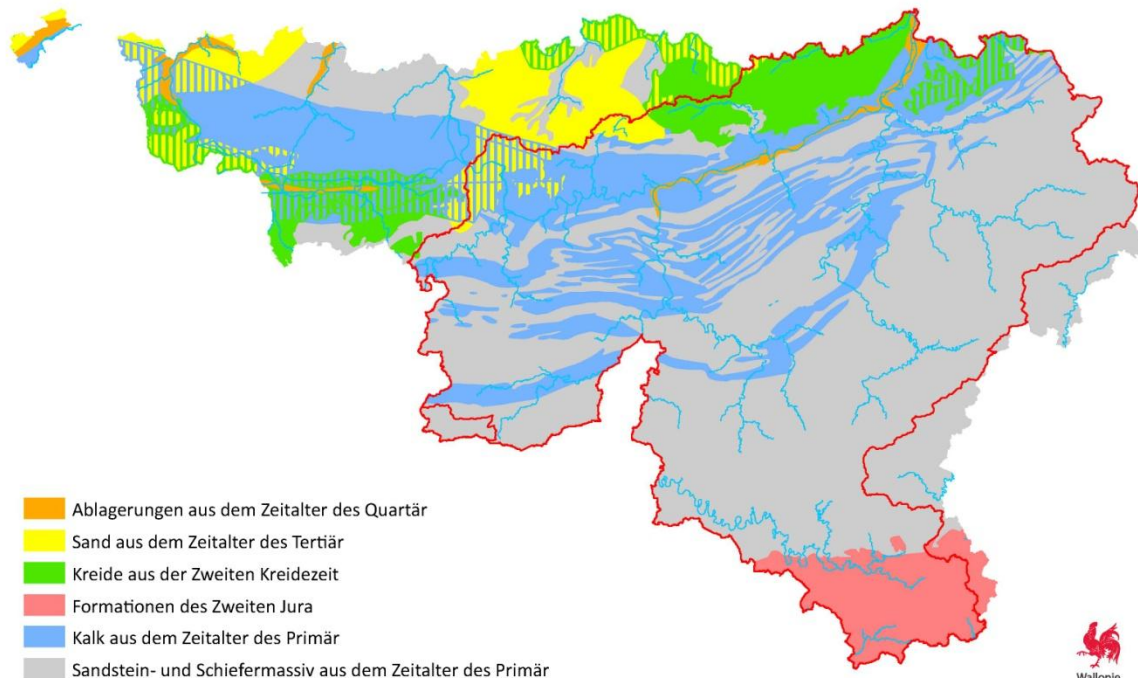 Ablagerungen aus dem Zeitalter des Quartär
Sand aus dem Zeitalter des Tertiär
Kreide aus der Zweiten Kreidezeit
Formationen des Zweiten Jura
Kalk aus dem Zeitalter des Primär
Sandstein- und Schiefermassiv aus dem Zeitalter des Primär
Wallonie